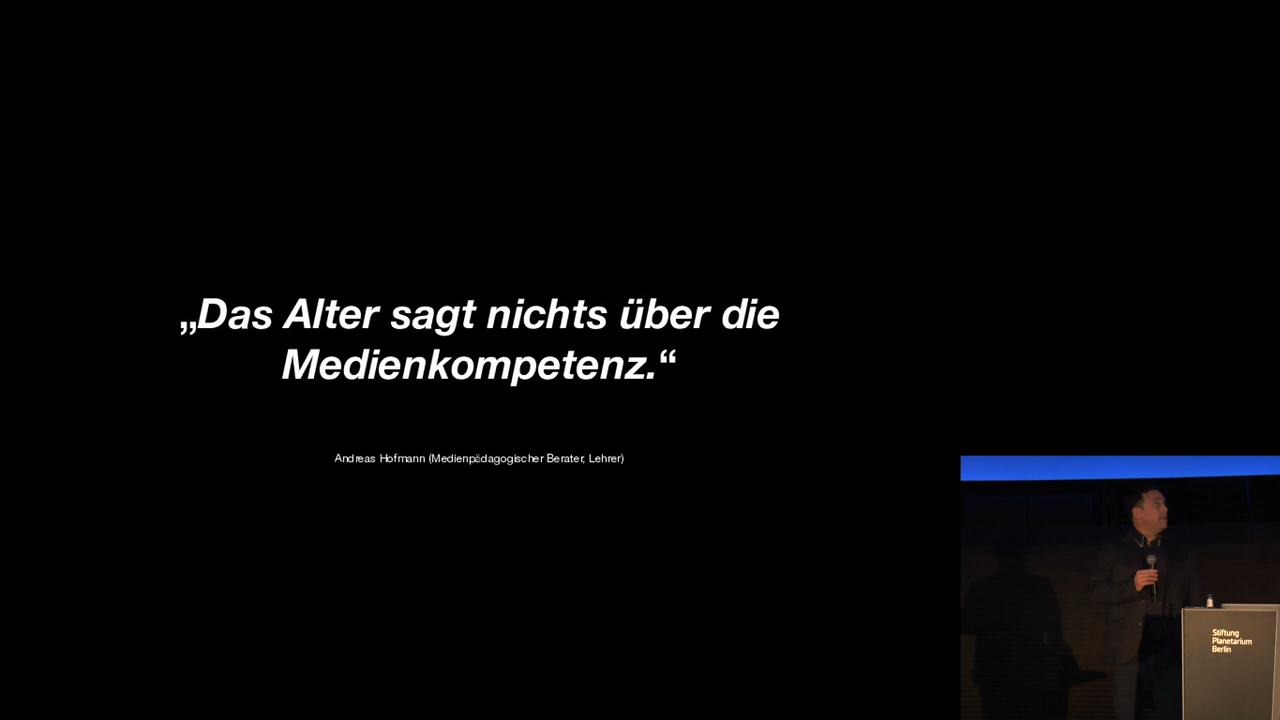 „Das Alter sagt nichts über die
Medienkompetenz.“
Andreas Hofmann (Medienpädagogischer Berater, Lehrer)
Stiftung
Planetarium
Berlin